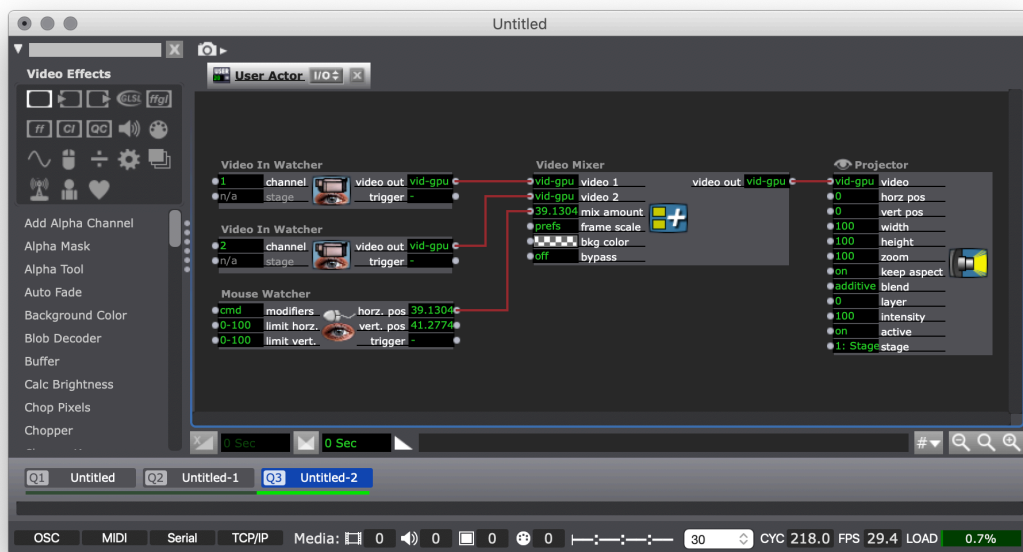 Untitled
Video Effects
User Actor I/O
GLSL ffgl
ff CI QC
Add Alpha Channel
Alpha Mask
Alpha Tool
Auto Fade
Background Color
Blob Decoder
Buffer
Calc Brightness
Chop Pixels
Chopper
Video In Watcher
1 channel video out vid-gpu
n/a stage trigger -
Video In Watcher
2 channel video out vid-gpu
n/a stage trigger -
Mouse Watcher
cmd modifiers horz. pos 39.1304
0-100 limit horz. vert. pos 41.2774
0-100 limit vert. trigger -
Video Mixer
vid-gpu video 1 video out vid-gpu
vid-gpu video 2
39.1304 mix amount
prefs frame scale
bkg color
off bypass
Projector
vid-gpu video
0 horz pos
0 vert pos
100 width
100 height
100 zoom
on keep aspect
additive blend
0 layer
100 intensity
on active
1: Stage stage
0 Sec 0 Sec #
Q1 Untitled Q2 Untitled-1 Q3 Untitled-2
OSC MIDI Serial TCP/IP Media: 0 0 0 0 30 CYC 218.0 FPS 29.4 LOAD 0.7%